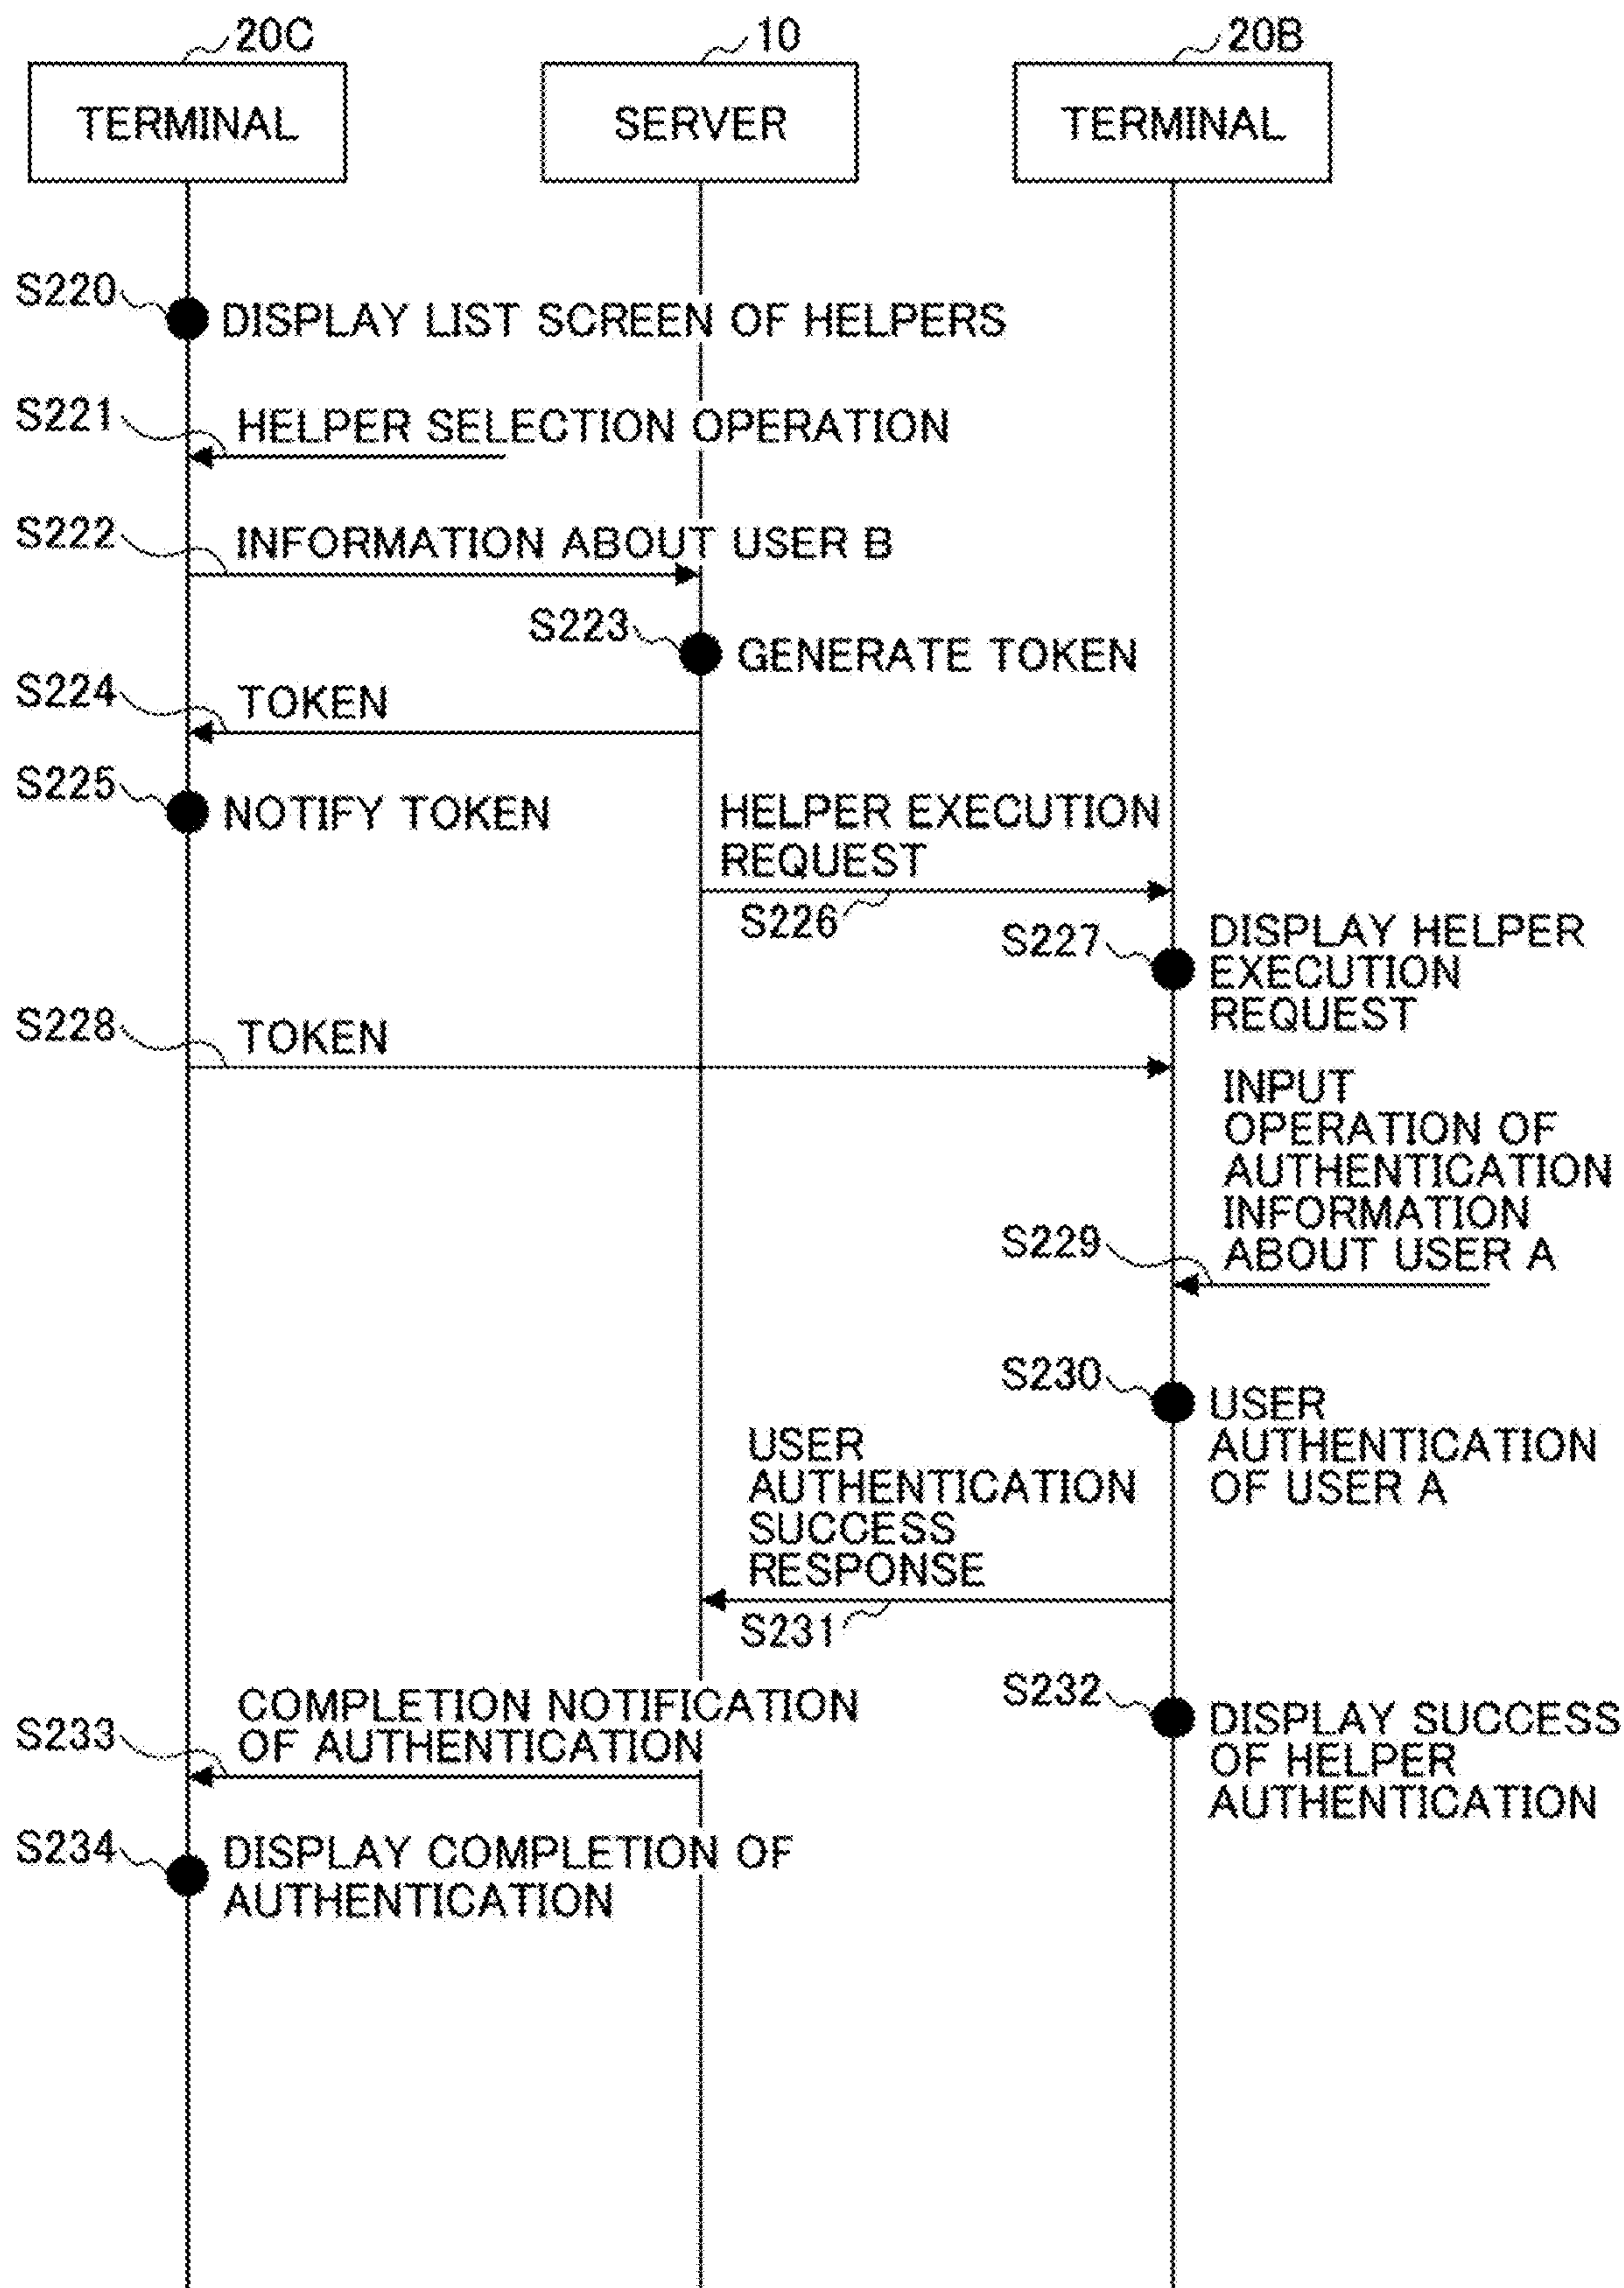 20C
10
20B
TERMINAL
SERVER
TERMINAL
S220
DISPLAY LIST SCREEN OF HELPERS
S221
HELPER SELECTION OPERATION
S222
INFORMATION ABOUT USER B
S223
GENERATE TOKEN
S224
TOKEN
S225
NOTIFY TOKEN
HELPER EXECUTION
REQUEST
S226
S227
DISPLAY HELPER
EXECUTION
REQUEST
S228
TOKEN
INPUT
OPERATION OF
AUTHENTICATION
INFORMATION
ABOUT USER A
S229
S230
USER
AUTHENTICATION
OF USER A
USER
AUTHENTICATION
SUCCESS
RESPONSE
S231
S232
DISPLAY SUCCESS
OF HELPER
AUTHENTICATION
COMPLETION NOTIFICATION
OF AUTHENTICATION
S233
S234
DISPLAY COMPLETION OF
AUTHENTICATION